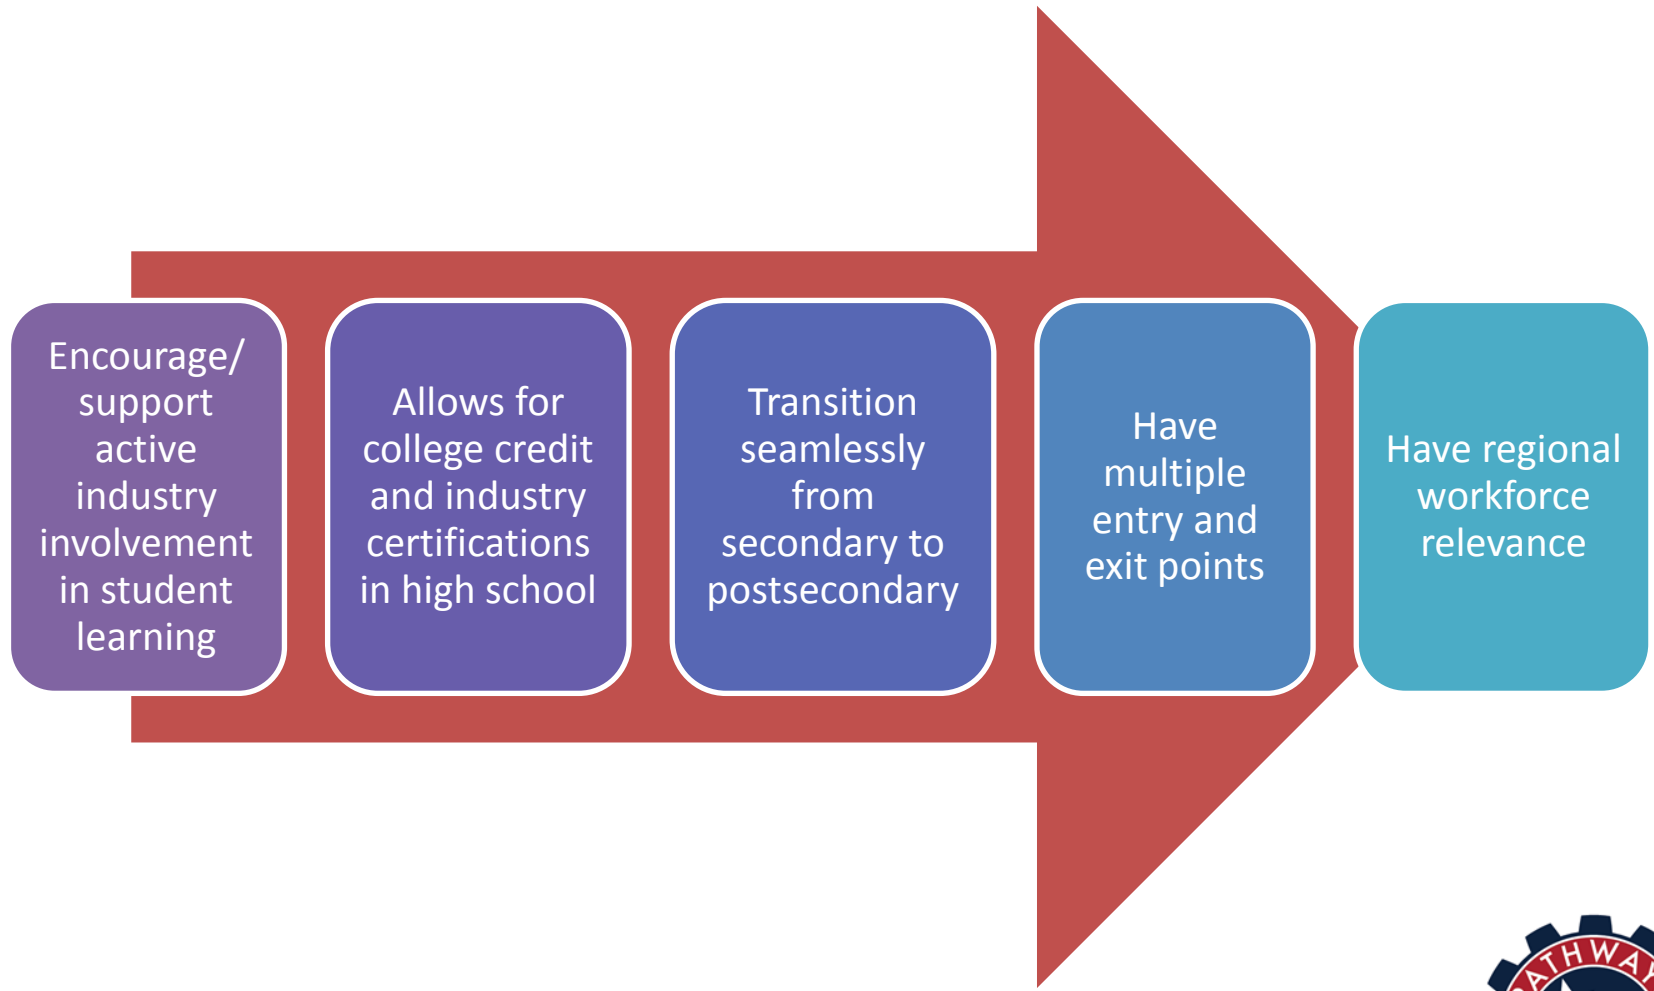 Encourage/
support
active
industry
involvement
in student
learning
Allows for
college credit
and industry
certifications
in high school
Transition
seamlessly
from
secondary to
postsecondary
Have
multiple
entry and
exit points
Have regional
workforce
relevance
ATHWAY